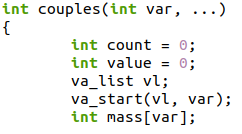 int couples(int var, ...)
{
        int count = 0;
        int value = 0;
        va_list vl;
        va_start(vl, var);
        int mass[var];